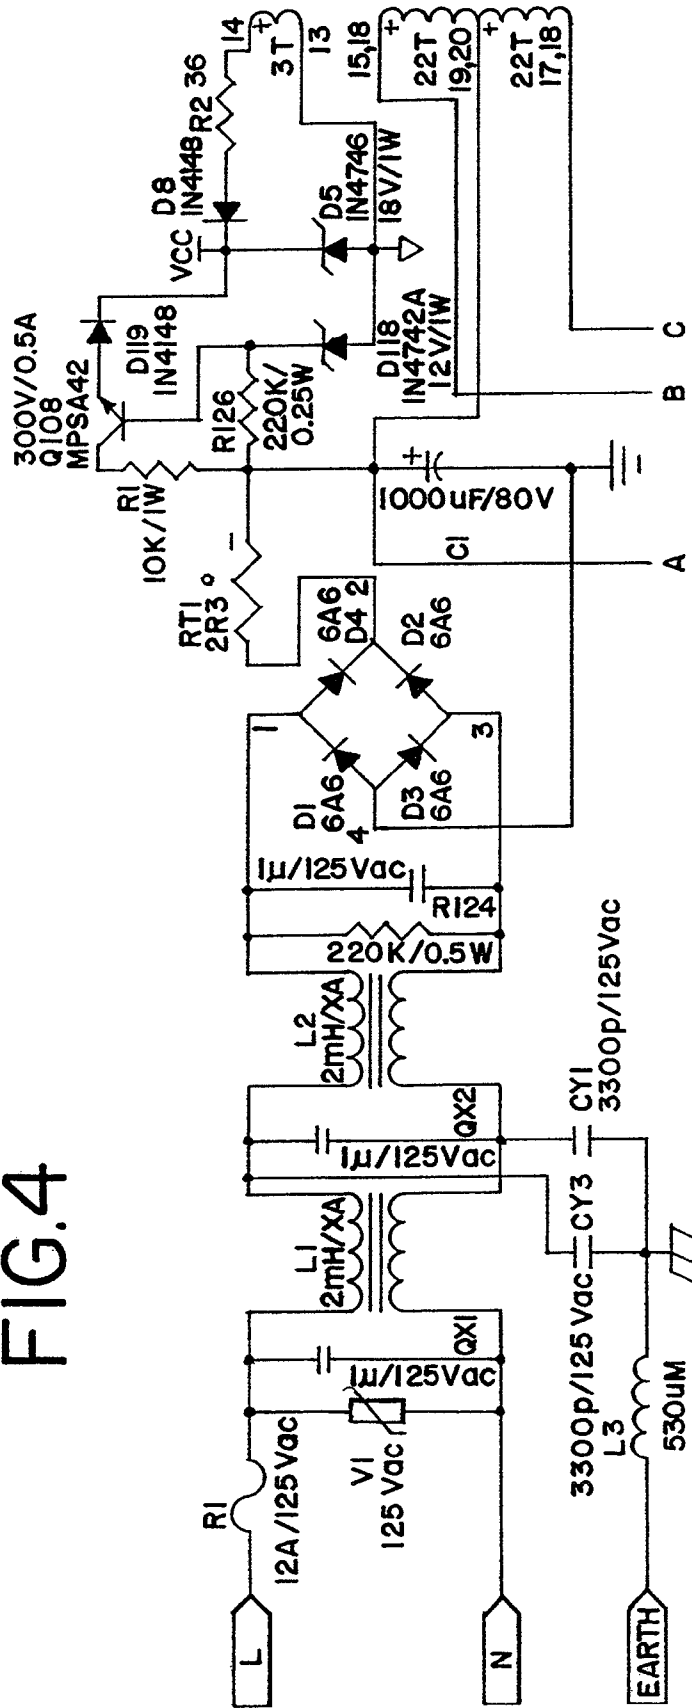 FIG.4
L
R1
12A/125Vac
V1
125 Vac
1µ/125Vac
QX1
L1
2mH/XA
1µ/125Vac
QX2
L2
2mH/XA
220K/0.5W
R124
1µ/125Vac
D1
6A6
4
D3
6A6
1
3
6A6
D4
2
D2
6A6
RT1
2R3
o
−
R1
10K/1W
300V/0.5A
Q108
MPSA42
D119
1N4148
R126
220K/
0.25W
D118
1N4742A
12V/1W
VCC
D8
1N4148
R2
36
D5
1N4746
18V/1W
14
+
3T
13
15,18
+
22T
19,20
+
22T
17,18
+
1000uF/80V
C1
A
B
C
N
EARTH
L3
530uM
3300p/125Vac
CY3
CY1
3300p/125Vac